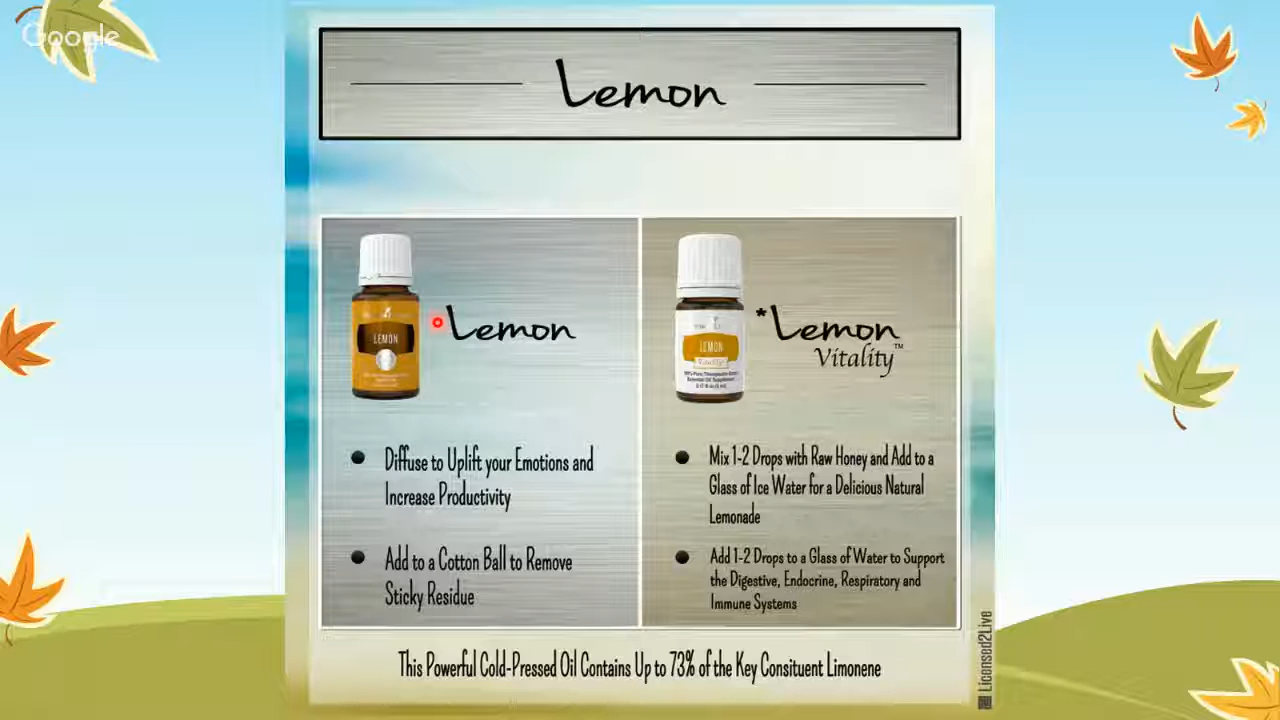 Google
Lemon
LEMON
Lemon
LEMON
Vitality
*Lemon
Vitality™
Diffuse to Uplift your Emotions and
Increase Productivity
Add to a Cotton Ball to Remove
Sticky Residue
Mix 1-2 Drops with Raw Honey and Add to a
Glass of Ice Water for a Delicious Natural
Lemonade
Add 1-2 Drops to a Glass of Water to Support
the Digestive, Endocrine, Respiratory and
Immune Systems
This Powerful Cold-Pressed Oil Contains Up to 73% of the Key Consituent Limonene
Licensed2Live